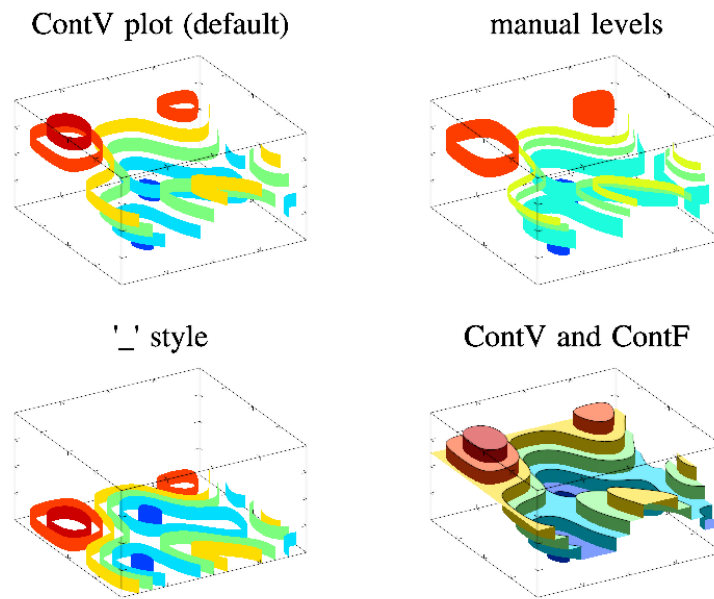 ContV plot (default)
manual levels
'_' style
ContV and ContF